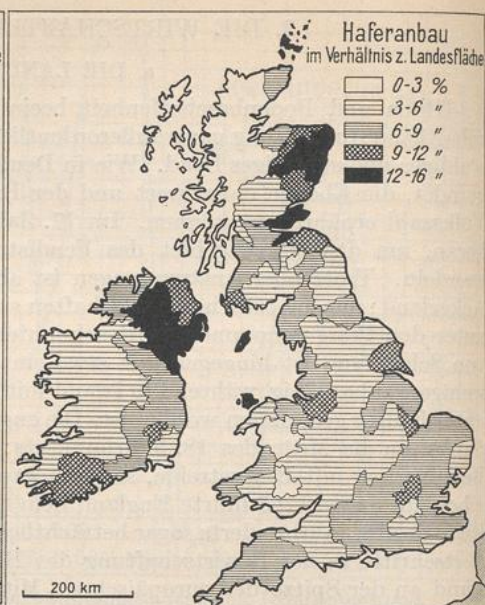 Haferanbau
im Verhältnis z. Landesfläche
0-3 %
3-6 "
6-9 "
9-12 "
12-16 "
200 km